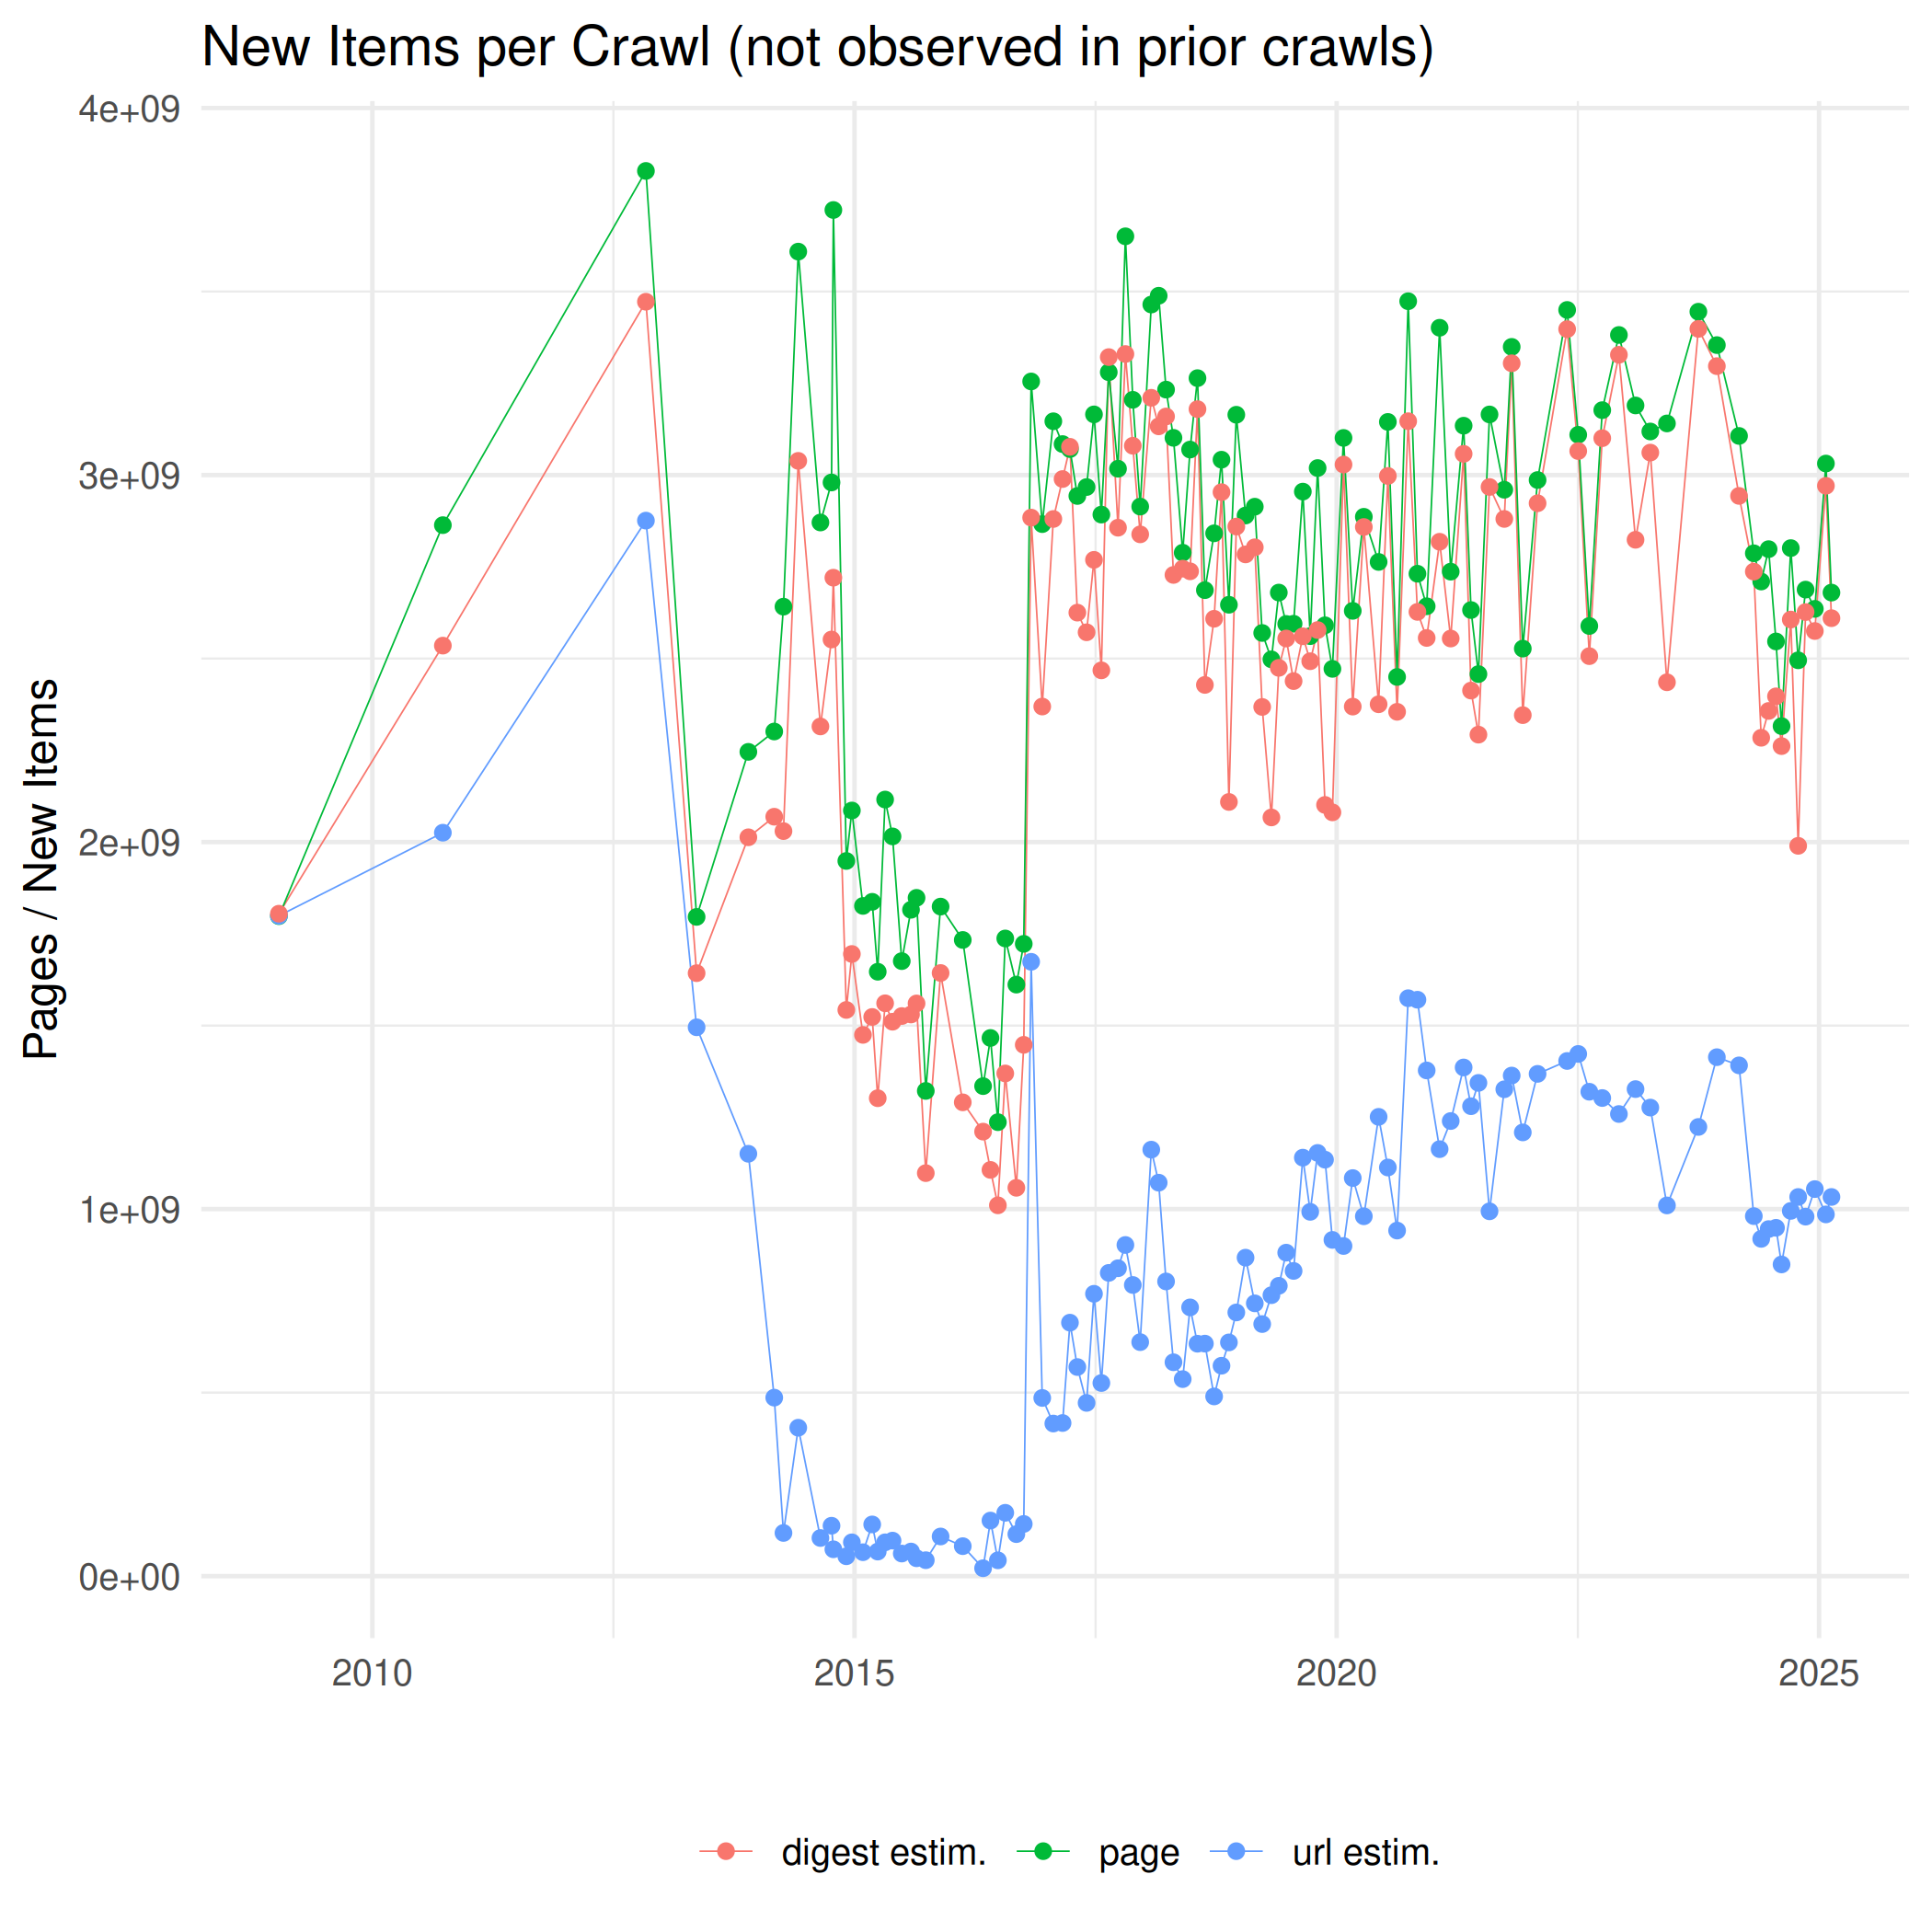 New Items per Crawl (not observed in prior crawls)
Pages / New Items
4e+09
3e+09
2e+09
1e+09
0e+00
2010 2015 2020 2025
digest estim. page url estim.